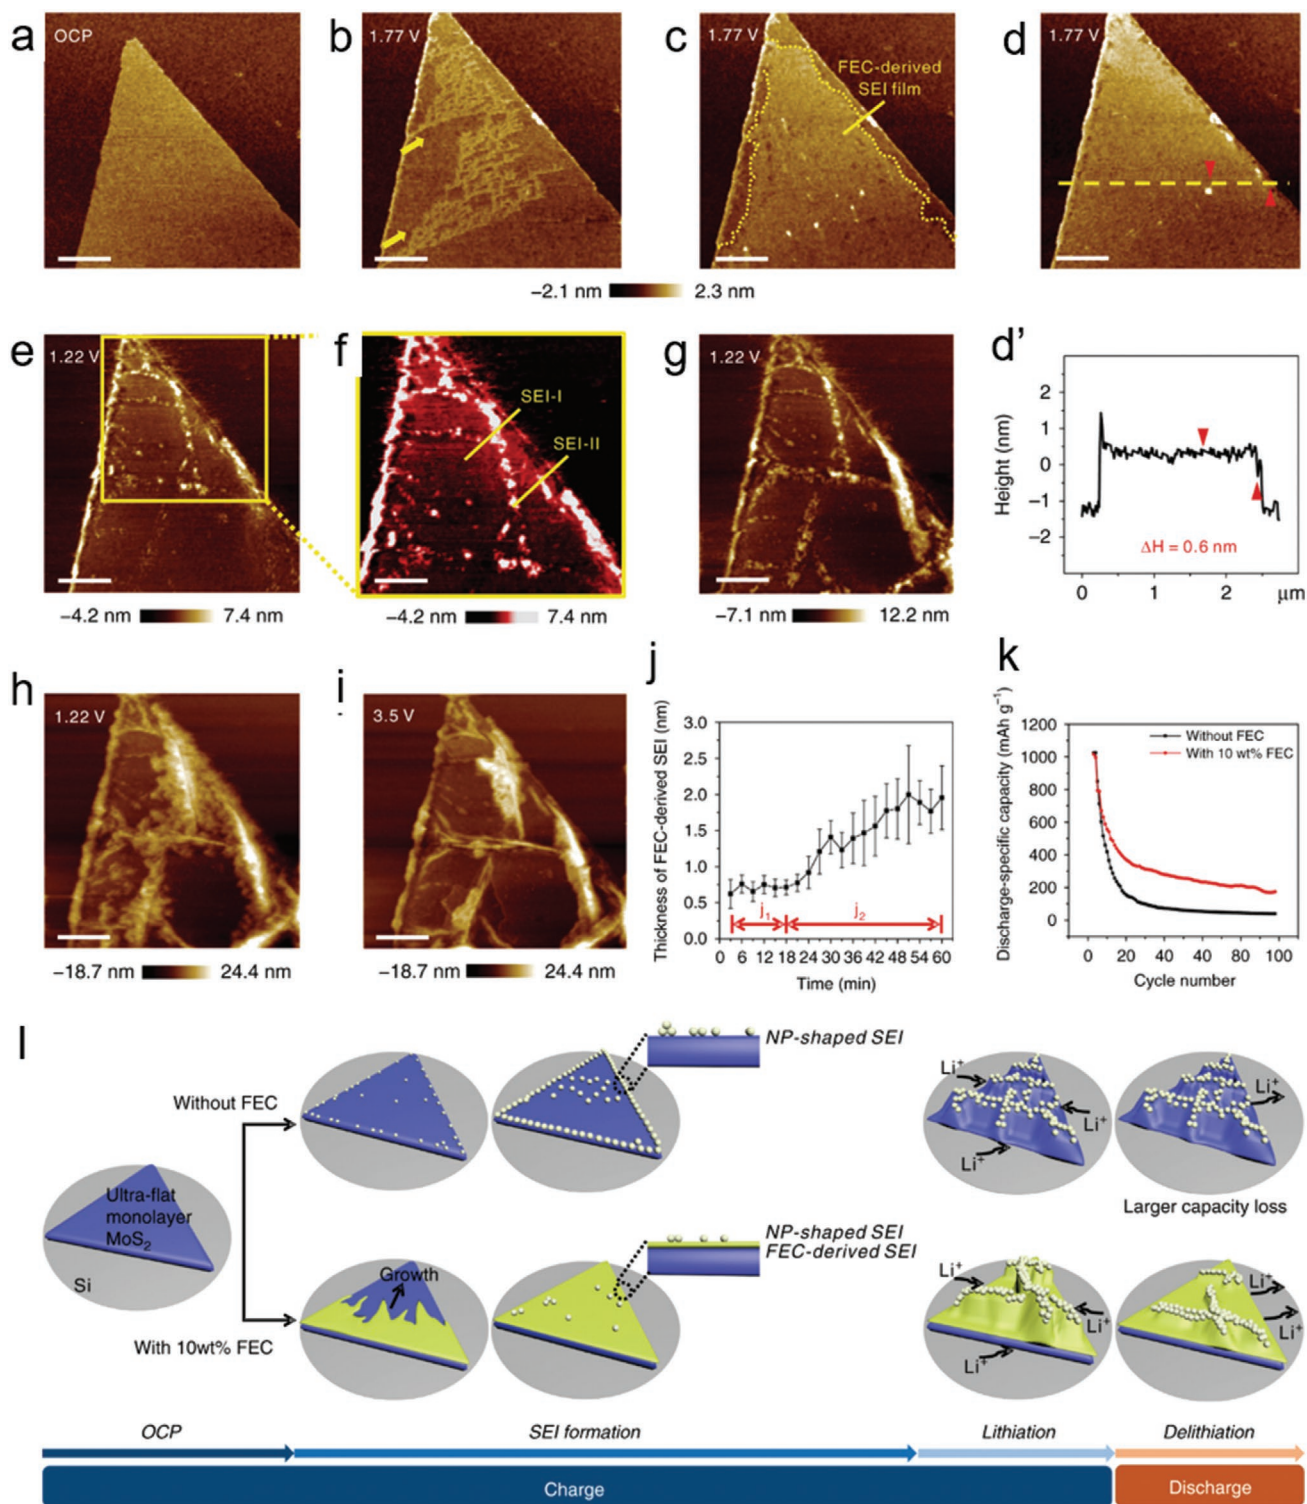 a
OCP
b
1.77 V
c
1.77 V
FEC-derived
SEI film
d
1.77 V
−2.1 nm
2.3 nm
e
1.22 V
f
SEI-I
SEI-II
g
1.22 V
d'
Height (nm)
2
1
0
−1
−2
ΔH = 0.6 nm
0
1
2
μm
−4.2 nm
7.4 nm
−4.2 nm
7.4 nm
−7.1 nm
12.2 nm
h
1.22 V
i
3.5 V
−18.7 nm
24.4 nm
−18.7 nm
24.4 nm
j
Thickness of FEC-derived SEI (nm)
3.0
2.5
2.0
1.5
1.0
0.5
0.0
j₁
j₂
0 6 12 18 24 30 36 42 48 54 60
Time (min)
k
Discharge-specific capacity (mAh g⁻¹)
1200
1000
800
600
400
200
0
Without FEC
With 10 wt% FEC
0 20 40 60 80 100
Cycle number
l
NP-shaped SEI
Without FEC
Li⁺
Li⁺
Li⁺
Li⁺
Larger capacity loss
Ultra-flat
monolayer
MoS₂
Si
NP-shaped SEI
FEC-derived SEI
Growth
With 10wt% FEC
Li⁺
Li⁺
Li⁺
Li⁺
Li⁺
OCP
SEI formation
Lithiation
Delithiation
Charge
Discharge